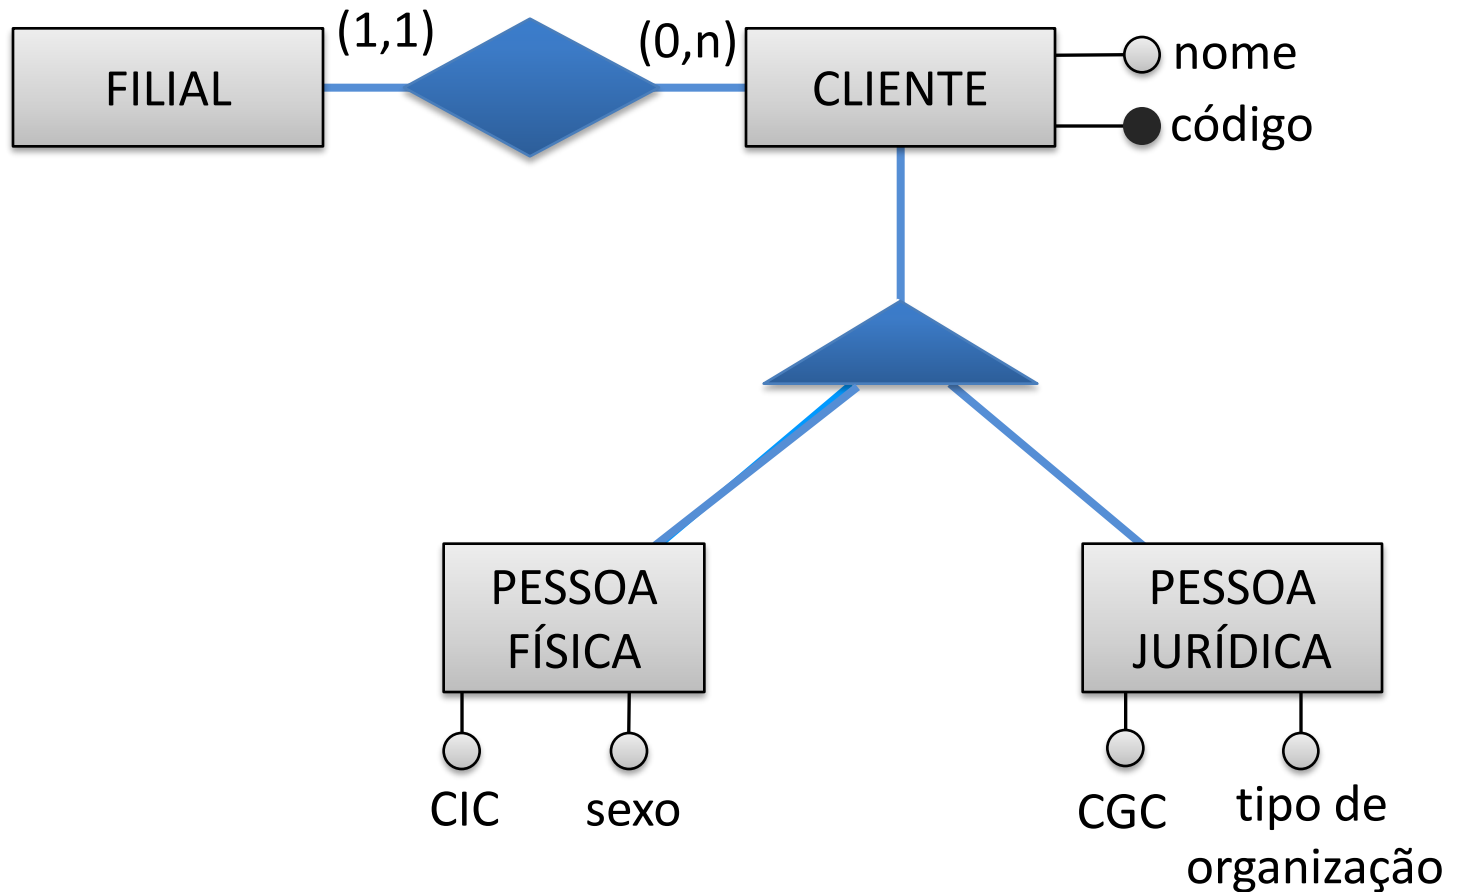 FILIAL
(1,1)
(0,n)
CLIENTE
nome
código
PESSOA
FÍSICA
PESSOA
JURÍDICA
CIC
sexo
CGC
tipo de
organização